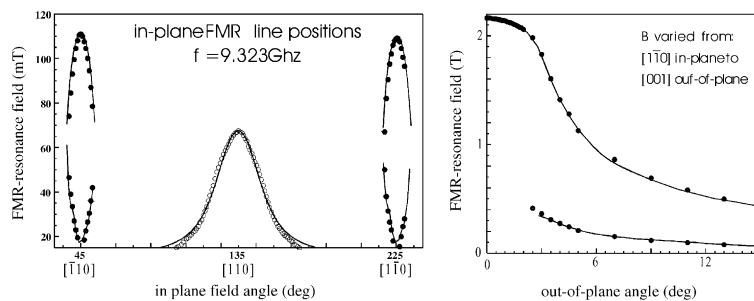 in-planeFMR line positions
f =9.323Ghz
FMR-resonance field (mT)
120
100
80
60
40
20
45
135
225
[1̅10]
[110]
[11̅0]
in plane field angle (deg)
B varied from:
[11̅0] in-planeto
[001] ouf-of-plane
FMR-resonance field (T)
2
1
0
0
6
12
out-of-plane angle (deg)